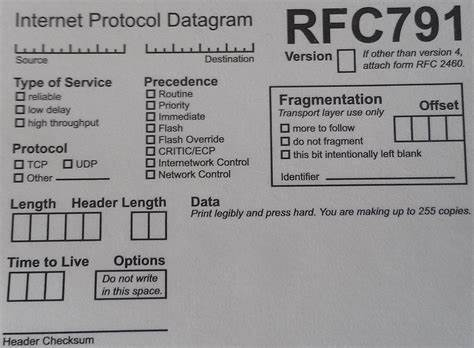 Internet Protocol Datagram
RFC791
Source
Destination
Version
If other than version 4,
attach form RFC 2460.
Type of Service
reliable
low delay
high throughput
Precedence
Routine
Priority
Immediate
Flash
Flash Override
CRITIC/ECP
Internetwork Control
Network Control
Protocol
TCP
UDP
Other
Fragmentation
Transport layer use only
more to follow
do not fragment
this bit intentionally left blank
Offset
Identifier
Length
Header Length
Data
Print legibly and press hard. You are making up to 255 copies.
Time to Live
Options
Do not write
in this space.
Header Checksum